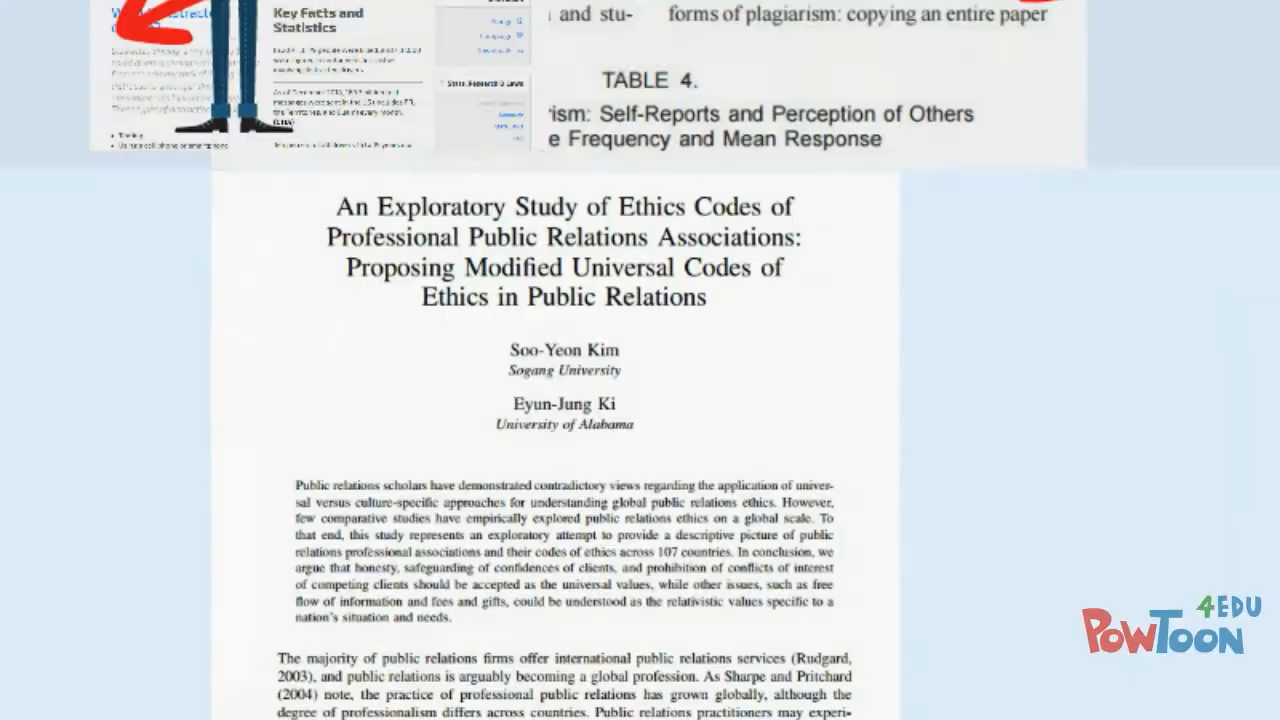 Key Facts and
Statistics
State, Research & Laws
and stu-
forms of plagiarism: copying an entire paper
TABLE 4.
ism: Self-Reports and Perception of Others
e Frequency and Mean Response
An Exploratory Study of Ethics Codes of
Professional Public Relations Associations:
Proposing Modified Universal Codes of
Ethics in Public Relations
Soo-Yeon Kim
Sogang University
Eyun-Jung Ki
University of Alabama
Public relations scholars have demonstrated contradictory views regarding the application of univer-
sal versus culture-specific approaches for understanding global public relations ethics. However,
few comparative studies have empirically explored public relations ethics on a global scale. To
that end, this study represents an exploratory attempt to provide a descriptive picture of public
relations professional associations and their codes of ethics across 107 countries. In conclusion, we
argue that honesty, safeguarding of confidences of clients, and prohibition of conflicts of interest
of competing clients should be accepted as the universal values, while other issues, such as free
flow of information and fees and gifts, could be understood as the relativistic values specific to a
nation's situation and needs.
The majority of public relations firms offer international public relations services (Rudgard,
2003), and public relations is arguably becoming a global profession. As Sharpe and Pritchard
(2004) note, the practice of professional public relations has grown globally, although the
degree of professionalism differs across countries. Public relations practitioners may experi-
4EDU
POWTOON